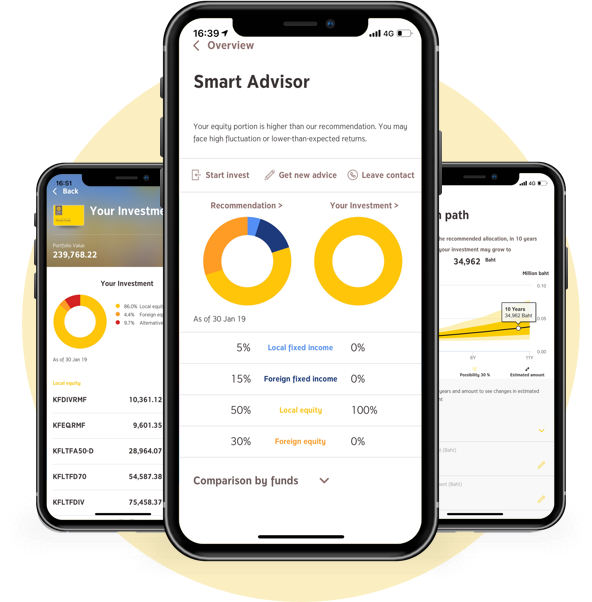 16:39
4G
Overview
Smart Advisor
Your equity portion is higher than our recommendation. You may
face high fluctuation or lower-than-expected returns.
Start invest
Get new advice
Leave contact
Recommendation >
Your Investment >
As of 30 Jan 19
5% Local fixed income 0%
15% Foreign fixed income 0%
50% Local equity 100%
30% Foreign equity 0%
Comparison by funds
16:51
Back
Your Investme
Portfolio Value
239,768.22
Your Investment
86.0% Local equi
4.4% Foreign eq
9.7% Alternative
As of 30 Jan 19
Local equity
KFDIVRMF 10,361.12
KFEQRMF 9,601.35
KFLTFA50-D 28,964.07
KFLTFD70 54,587.38
KFLTFDIV 75,458.37
4G
path
he recommended allocation, in 10 years
your investment may grow to
34,962 Baht
Million baht
0.10
10 Years
34,962 Baht
0.05
0.00
8Y
11Y
Possibility 30 %
Estimated amount
years and amount to see changes in estimated
nt (Baht)
ent (Baht)